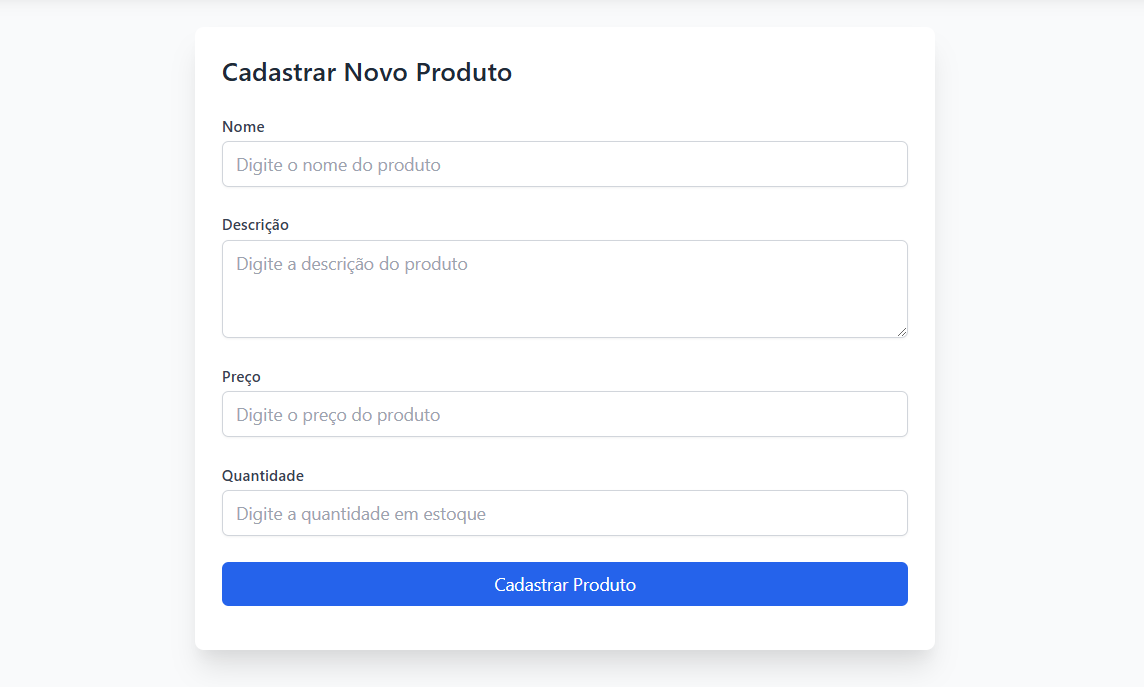 Cadastrar Novo Produto
Nome
Digite o nome do produto
Descrição
Digite a descrição do produto
Preço
Digite o preço do produto
Quantidade
Digite a quantidade em estoque
Cadastrar Produto